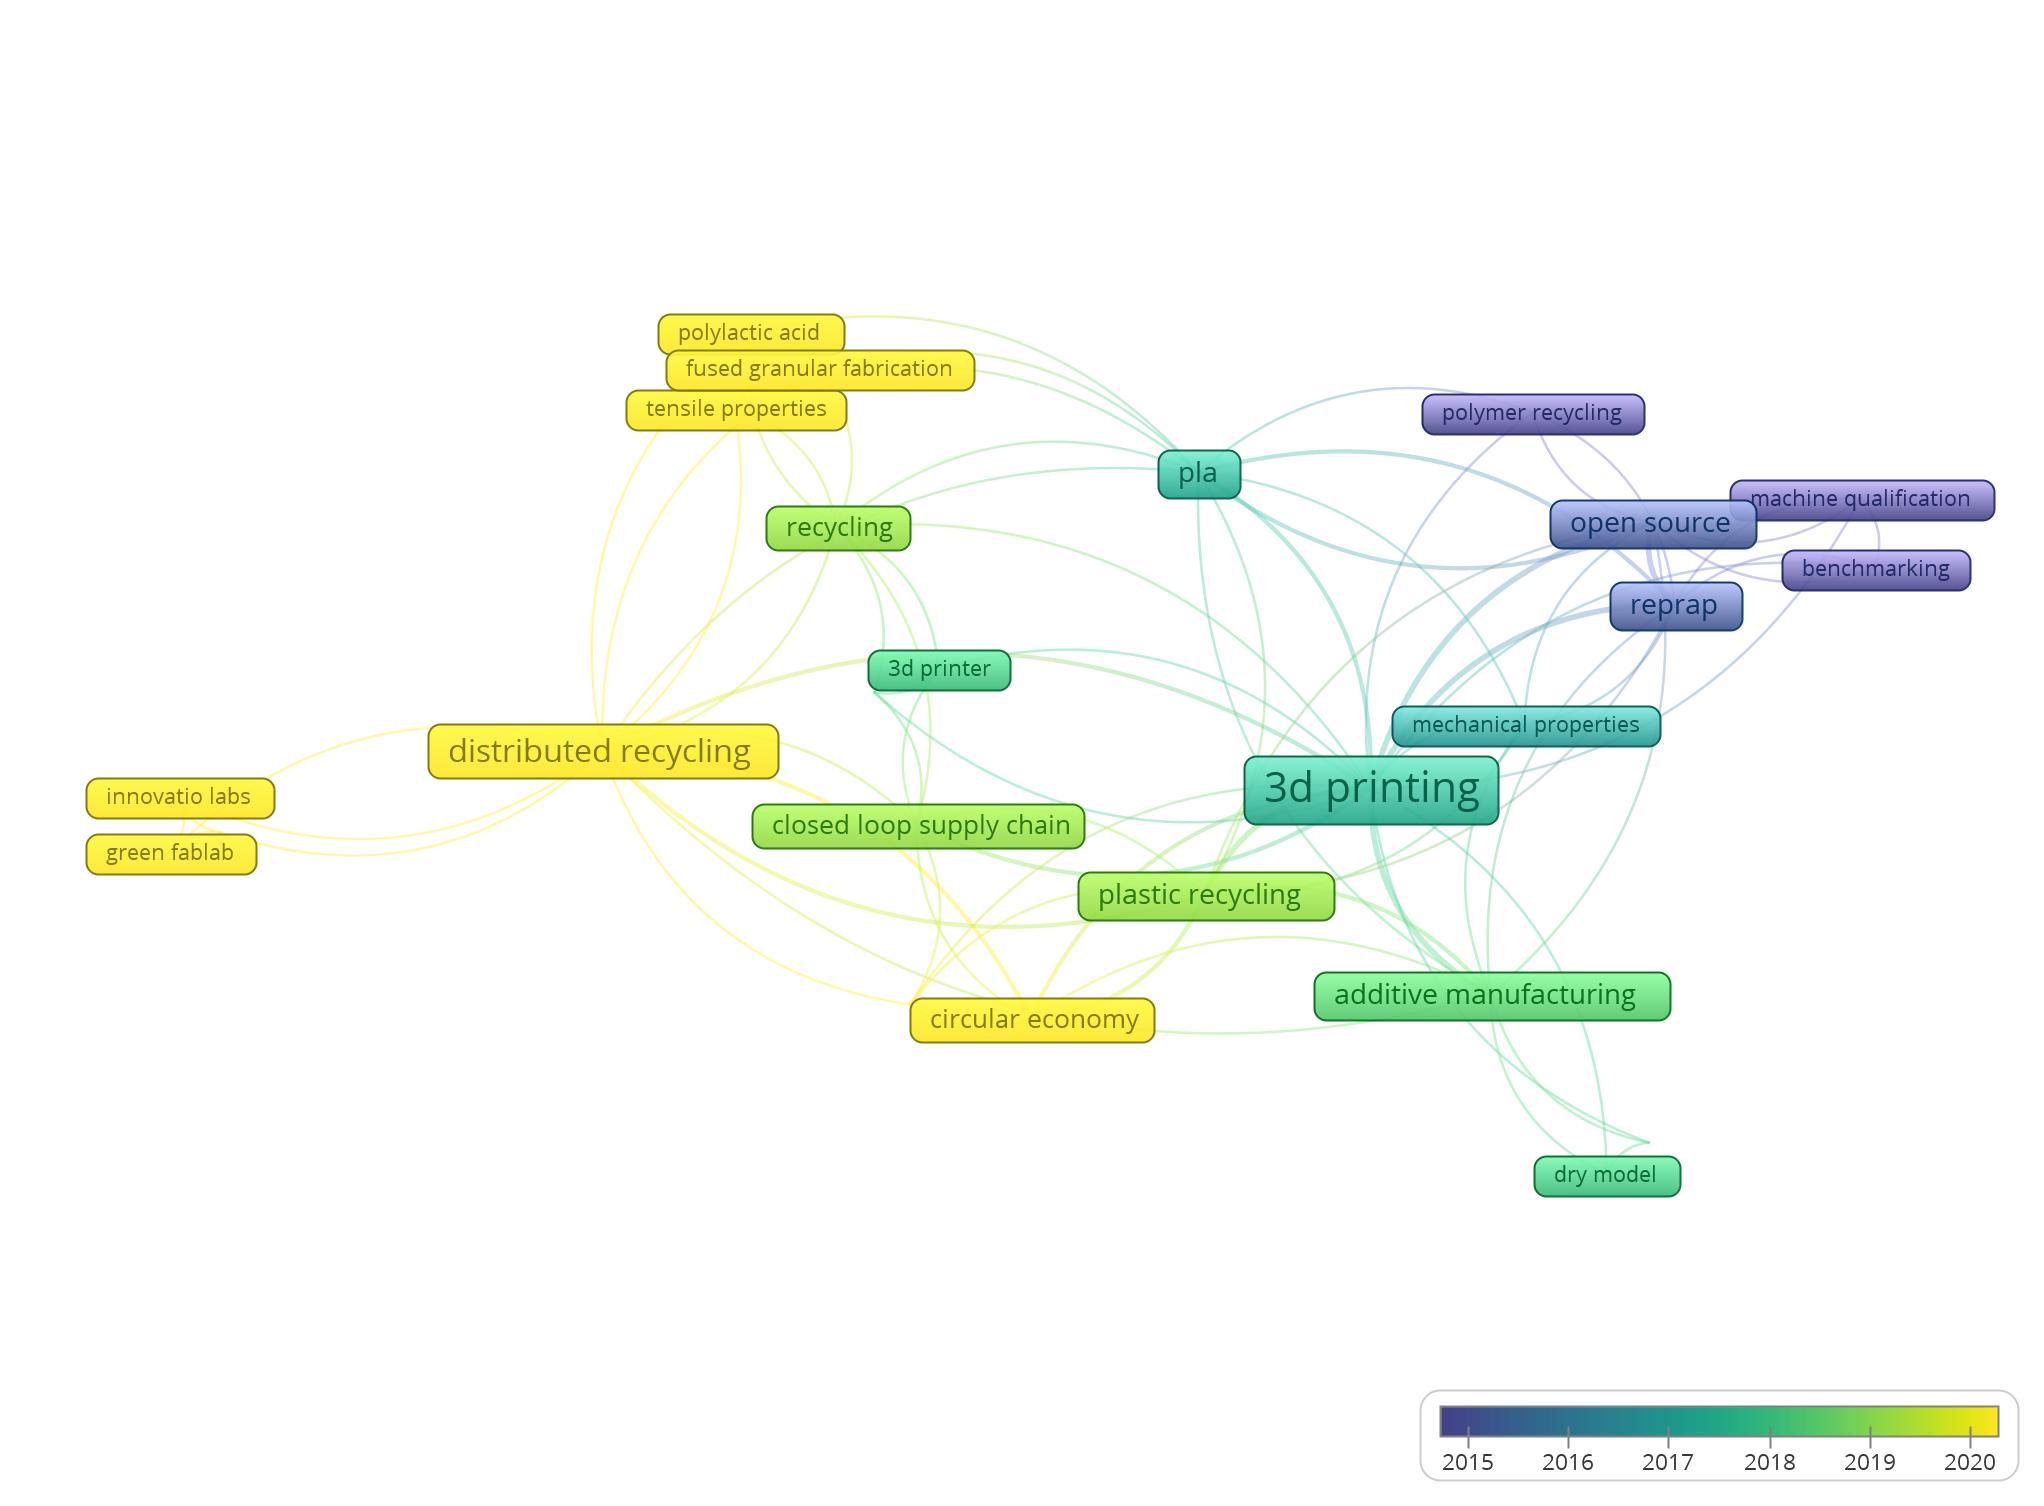 polylactic acid
fused granular fabrication
tensile properties
polymer recycling
pla
machine qualification
open source
recycling
benchmarking
reprap
3d printer
mechanical properties
distributed recycling
3d printing
innovatio labs
closed loop supply chain
green fablab
plastic recycling
additive manufacturing
circular economy
dry model
2015 2016 2017 2018 2019 2020